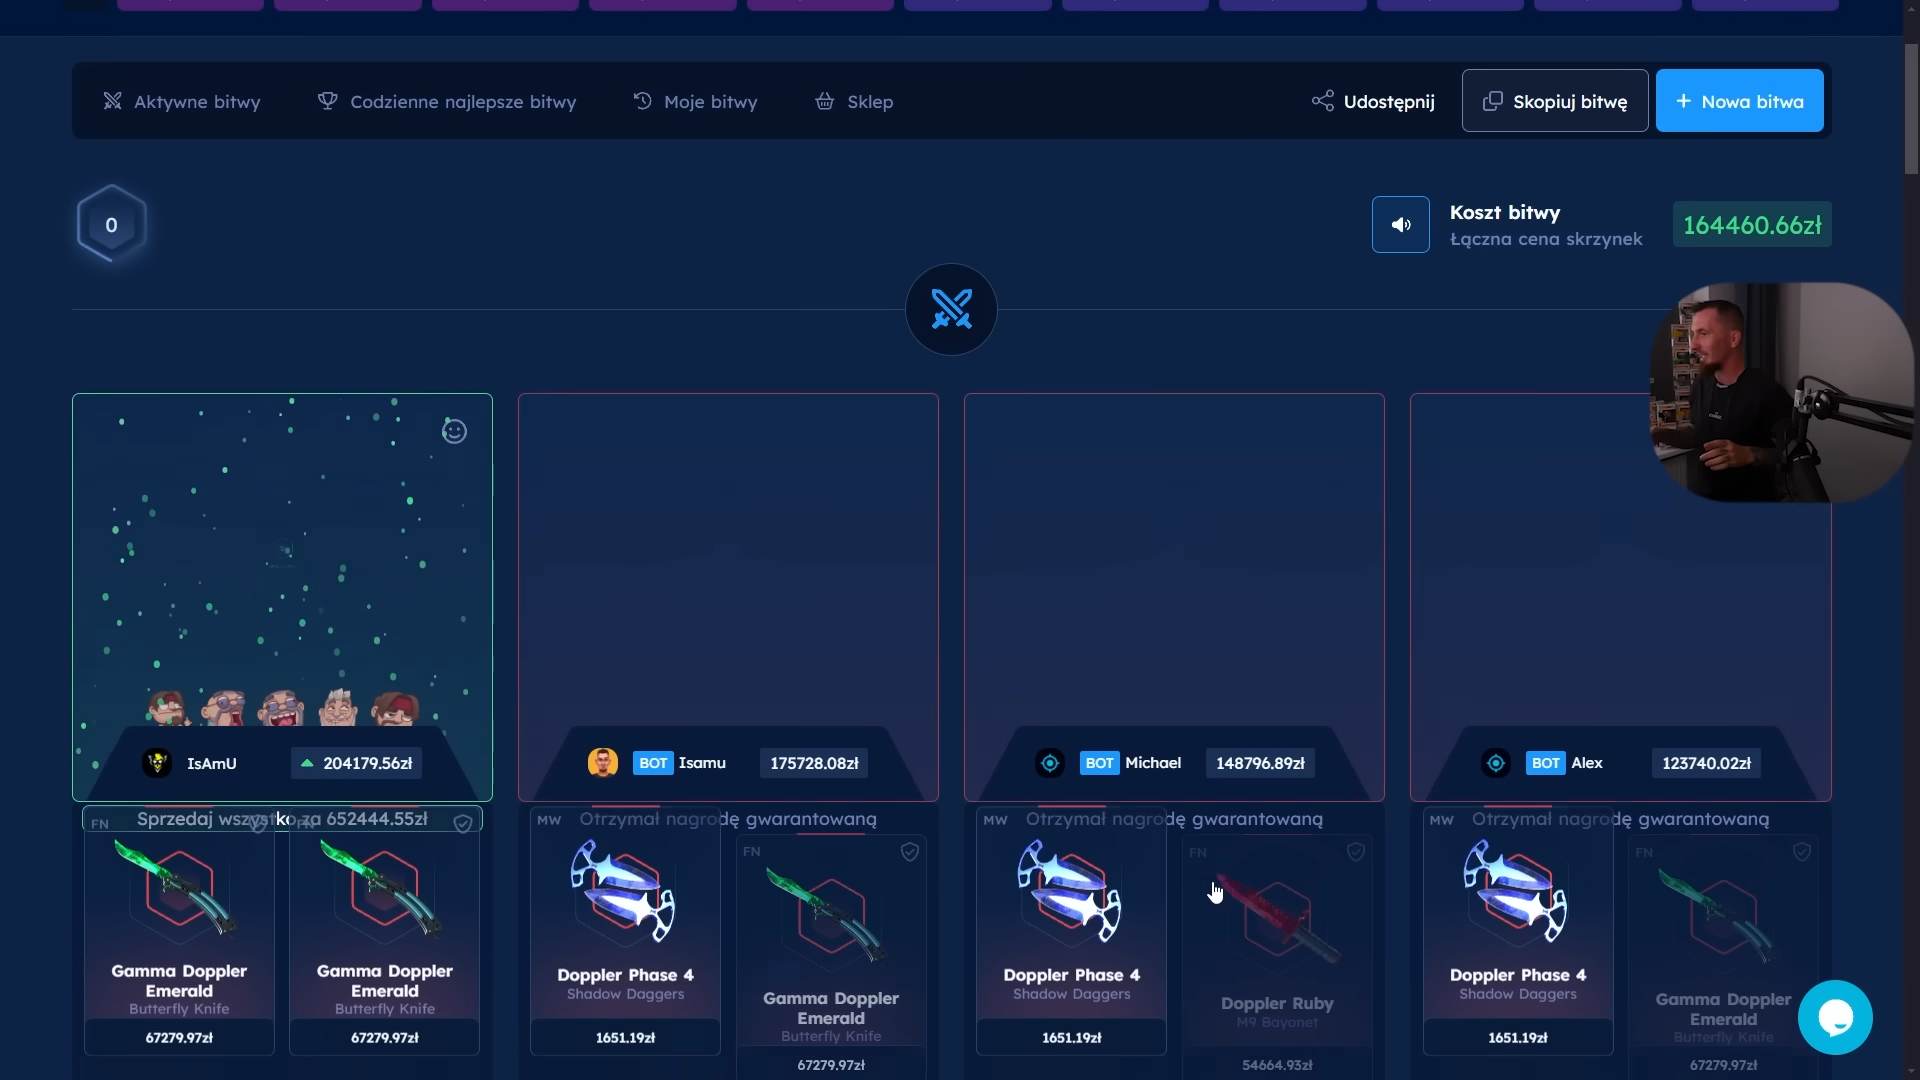 Aktywne bitwy
Codzienne najlepsze bitwy
Moje bitwy
Sklep
Udostępnij
Skopiuj bitwę
+ Nowa bitwa
0
Koszt bitwy
Łączna cena skrzynek
164460.66zł
IsAmU
204179.56zł
BOT Isamu
175728.08zł
BOT Michael
148796.89zł
BOT Alex
123740.02zł
Sprzedaj wszystko za 652444.55zł
Otrzymał nagrodę gwarantowaną
Otrzymał nagrodę gwarantowaną
Otrzymał nagrodę gwarantowaną
FN
Gamma Doppler
Emerald
Butterfly Knife
67279.97zł
FN
Gamma Doppler
Emerald
Butterfly Knife
67279.97zł
MW
Doppler Phase 4
Shadow Daggers
1651.19zł
FN
Gamma Doppler
Emerald
Butterfly Knife
67279.97zł
MW
Doppler Phase 4
Shadow Daggers
1651.19zł
FN
Doppler Ruby
M9 Bayonet
54664.93zł
MW
Doppler Phase 4
Shadow Daggers
1651.19zł
FN
Gamma Doppler
Emerald
Butterfly Knife
67279.97zł